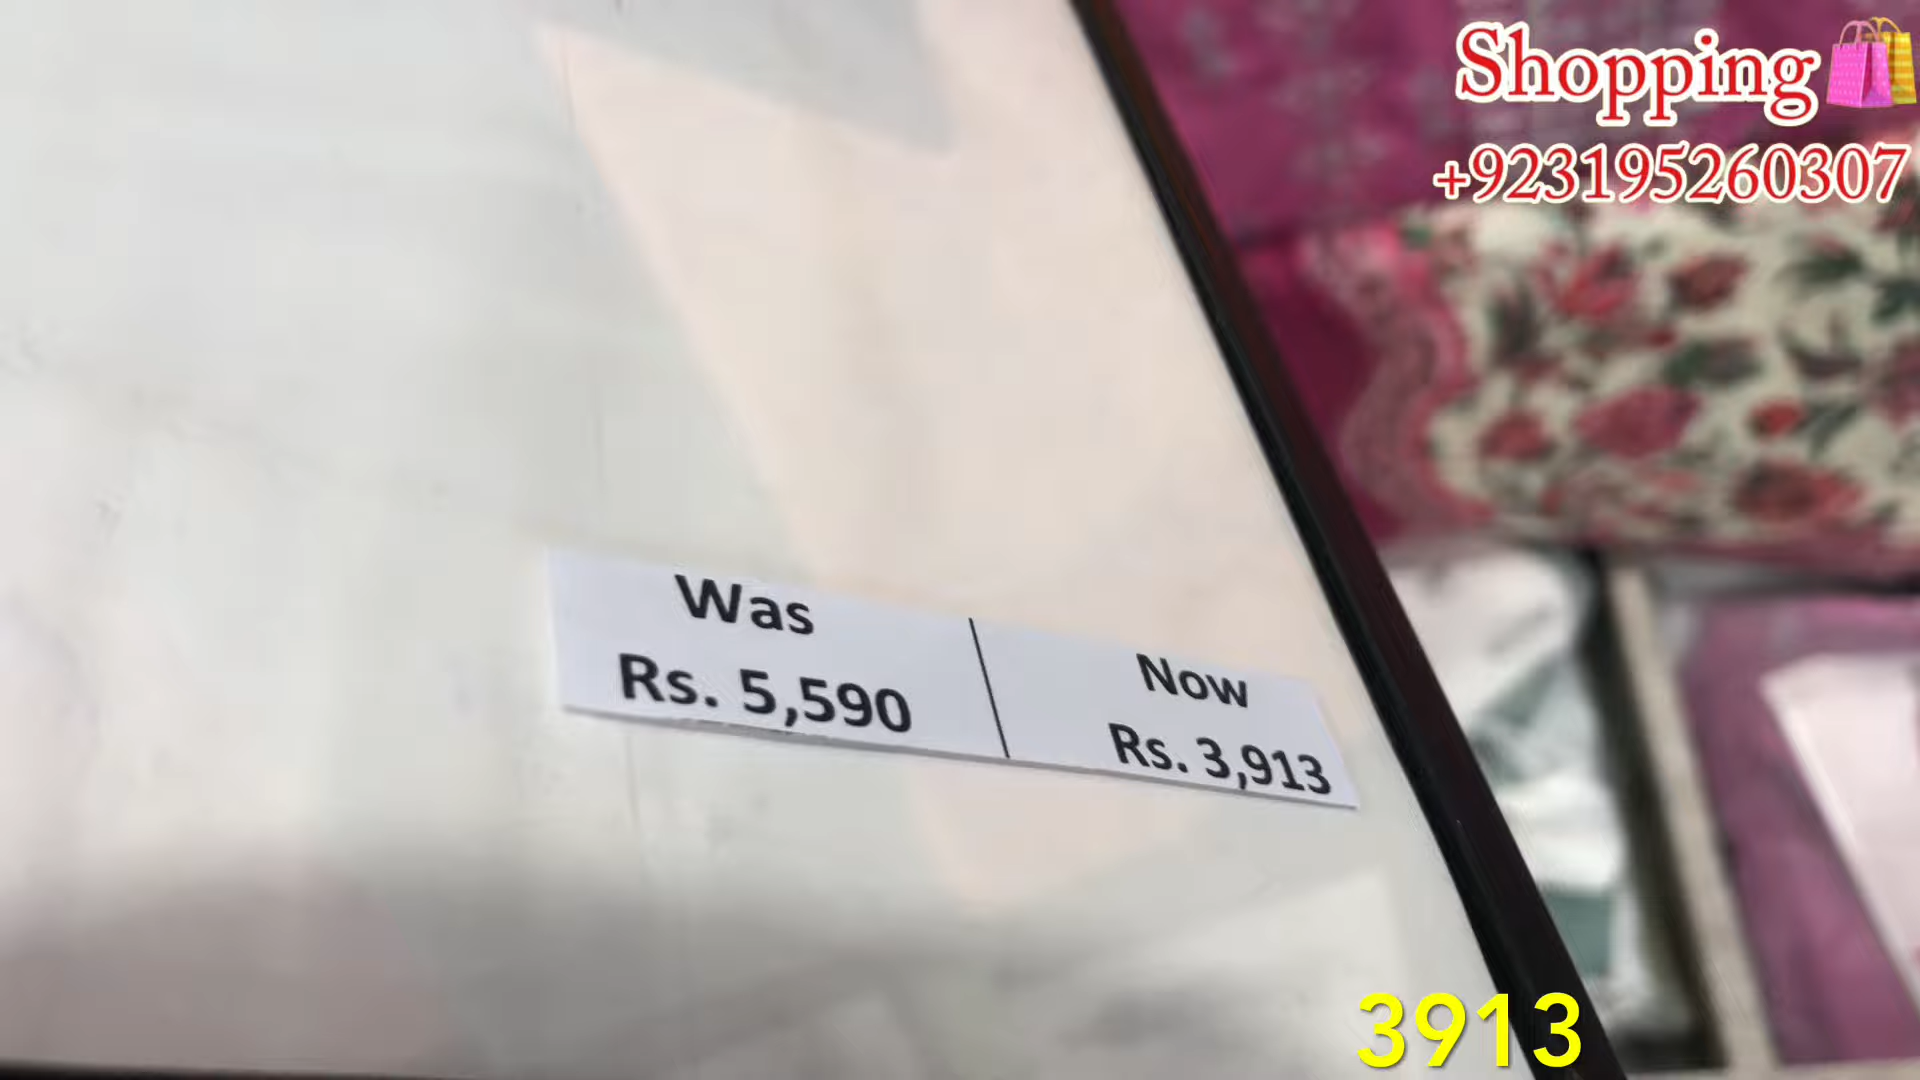 Shopping
+923195260307
Was
Rs. 5,590
Now
Rs. 3,913
3913